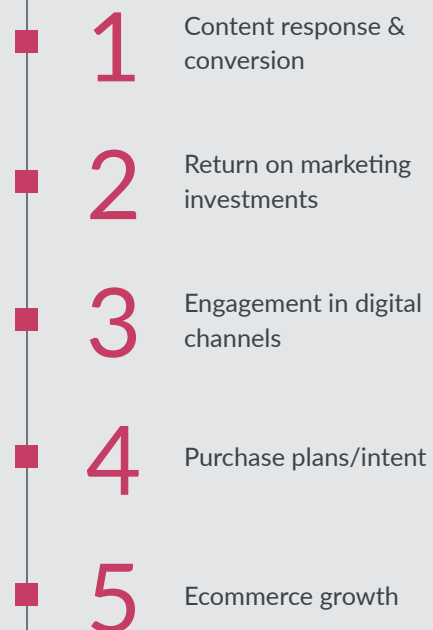 1 Content response &
conversion
2 Return on marketing
investments
3 Engagement in digital
channels
4 Purchase plans/intent
5 Ecommerce growth